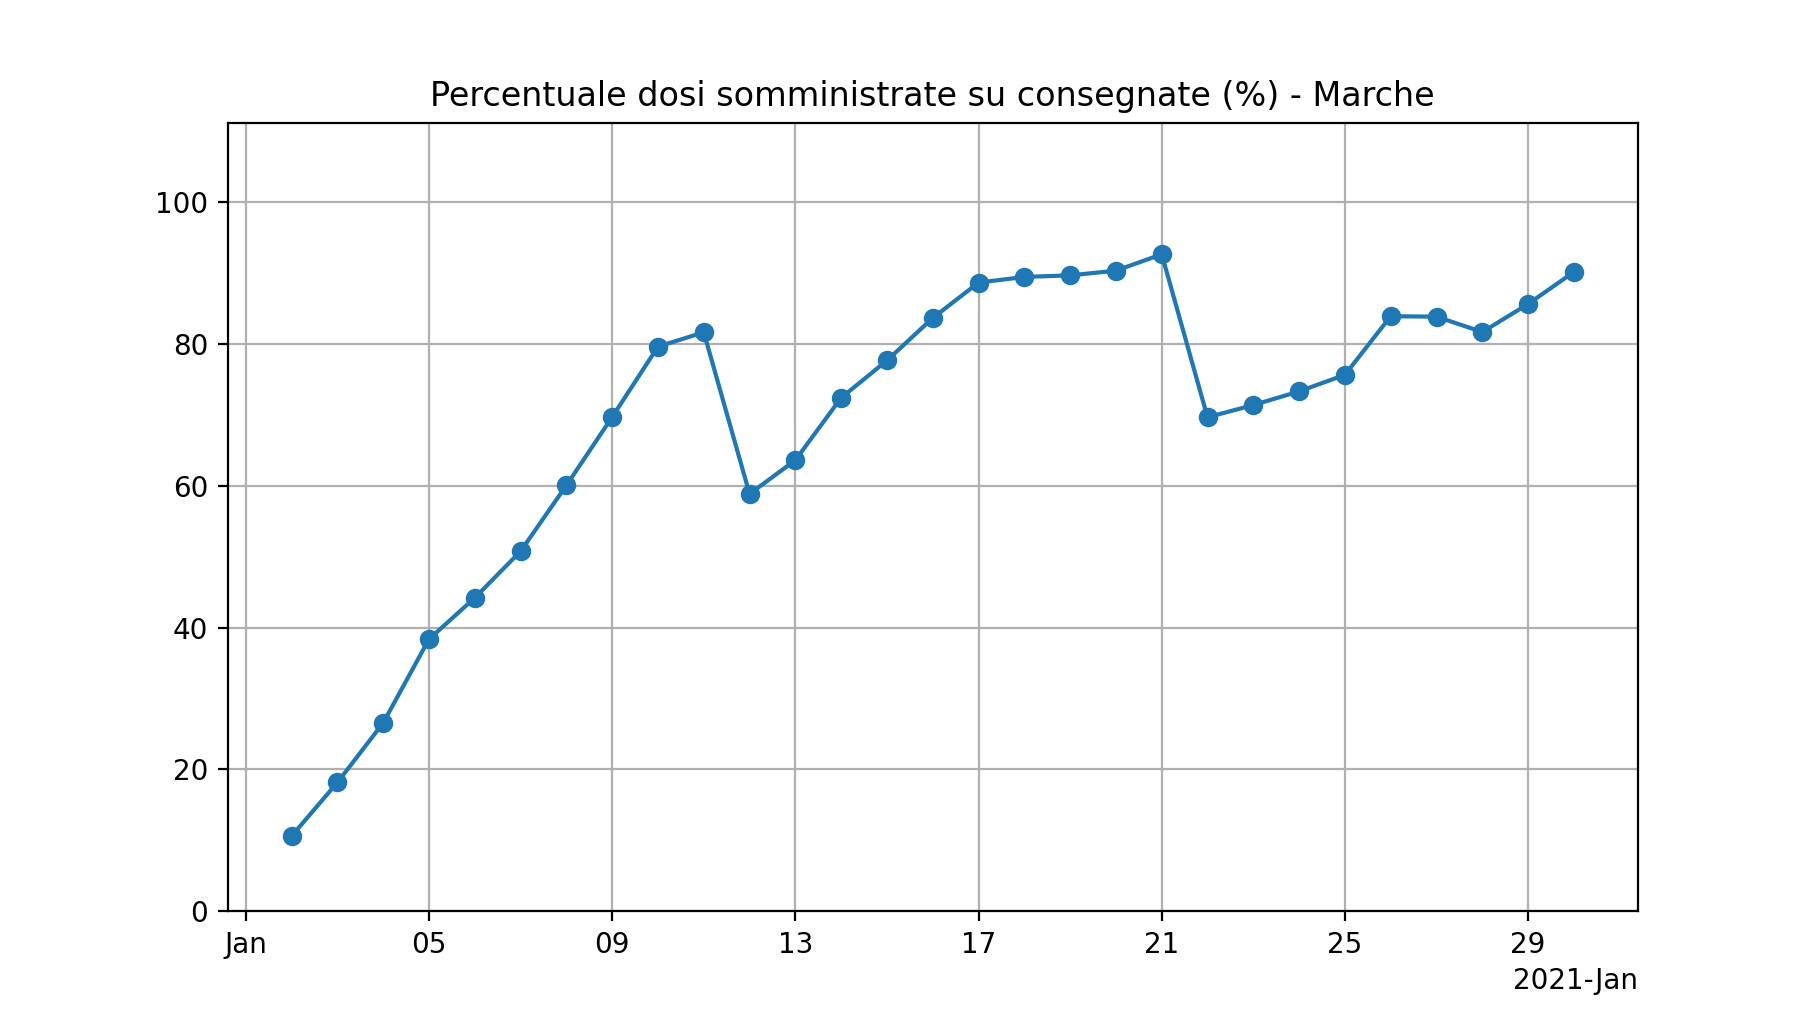 Percentuale dosi somministrate su consegnate (%) - Marche
100
80
60
40
20
0
Jan 05 09 13 17 21 25 29
2021-Jan